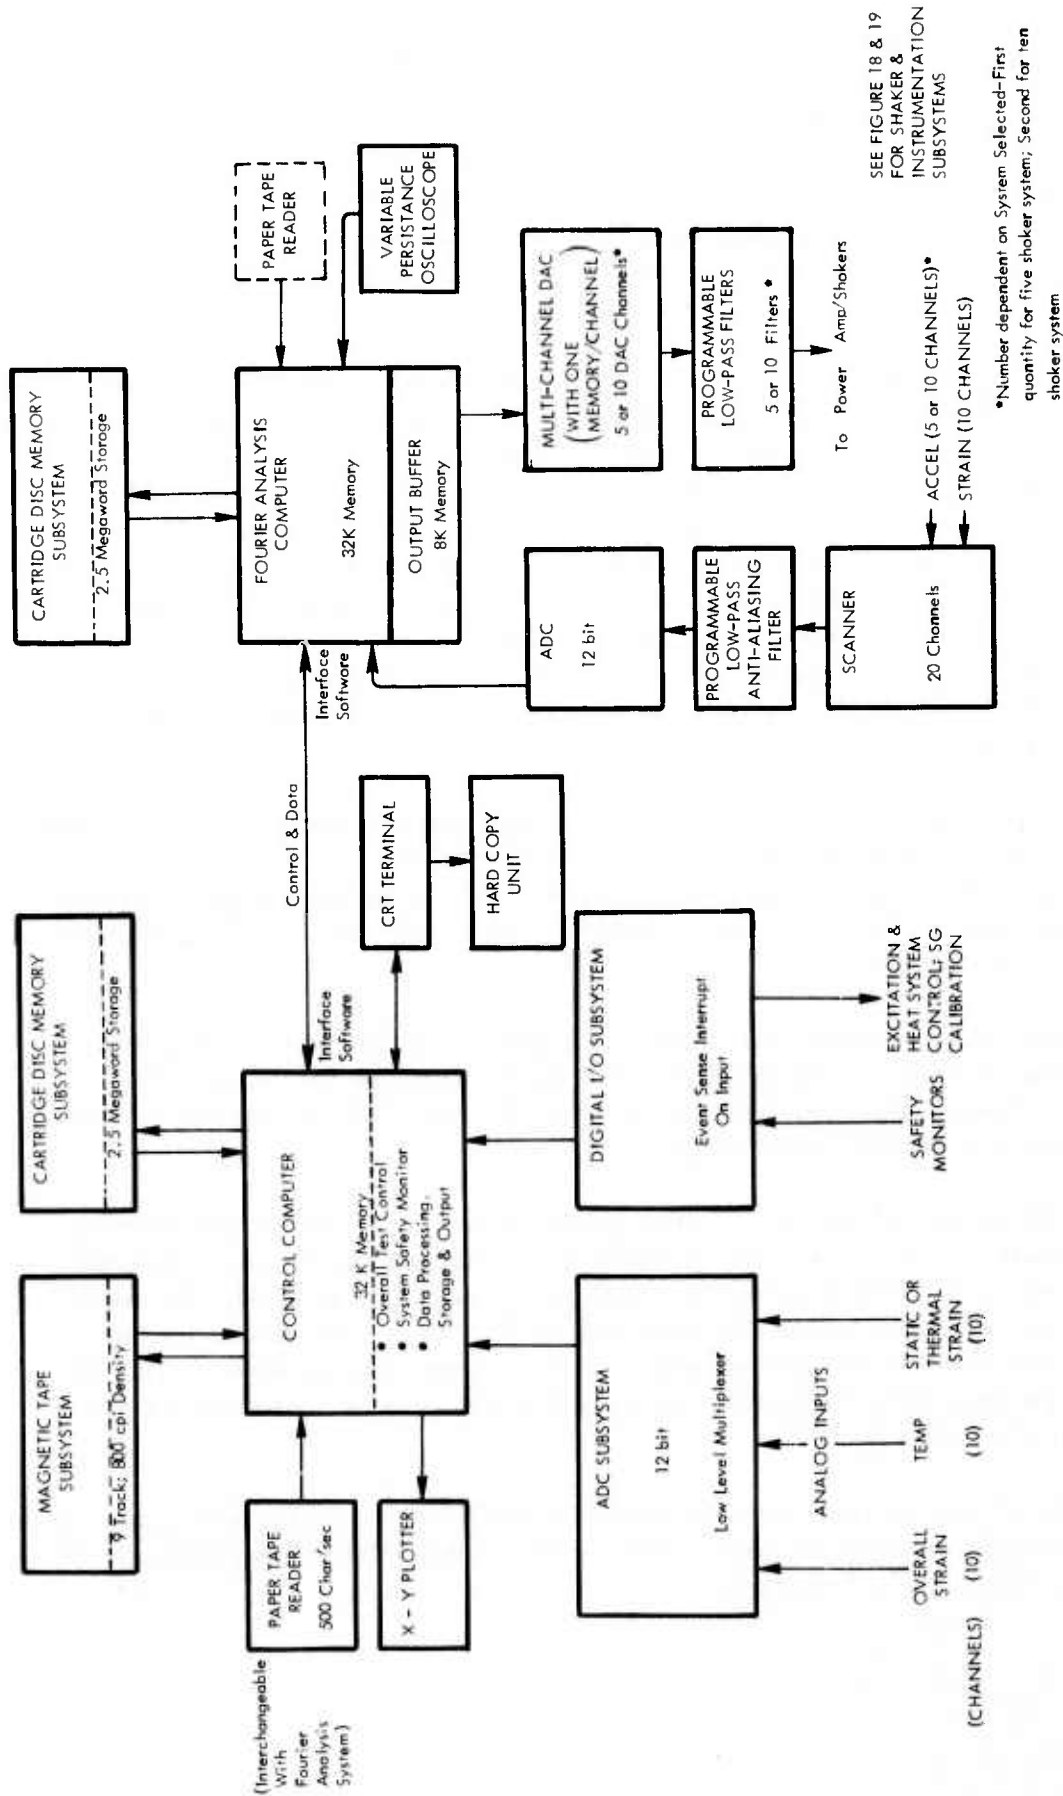 MAGNETIC TAPE
SUBSYSTEM
9 Track; 800 cpi Density
CARTRIDGE DISC MEMORY
SUBSYSTEM
2.5 Megaword Storage
CARTRIDGE DISC MEMORY
SUBSYSTEM
2.5 Megaword Storage
(Interchangeable
With
Fourier
Analysis
System)
PAPER TAPE
READER
500 Char/sec
X - Y PLOTTER
CONTROL COMPUTER
32 K Memory
• Overall Test Control
• System Safety Monitor
• Data Processing.
Storage & Output
Interface
Software
Control & Data
Interface
Software
CRT TERMINAL
HARD COPY
UNIT
FOURIER ANALYSIS
COMPUTER
32K Memory
OUTPUT BUFFER
8K Memory
PAPER TAPE
READER
VARIABLE
PERSISTANCE
OSCILLOSCOPE
ADC SUBSYSTEM
12 bit
Low Level Multiplexer
ANALOG INPUTS
OVERALL
STRAIN
(10)
TEMP
(10)
STATIC OR
THERMAL
STRAIN
(10)
(CHANNELS)
DIGITAL I/O SUBSYSTEM
Event Sense Interrupt
On Input
SAFETY
MONITORS
EXCITATION &
HEAT SYSTEM
CONTROL; SG
CALIBRATION
ADC
12 bit
PROGRAMMABLE
LOW-PASS
ANTI-ALIASING
FILTER
SCANNER
20 Channels
ACCEL (5 or 10 CHANNELS)*
STRAIN (10 CHANNELS)
MULTI-CHANNEL DAC
(WITH ONE
MEMORY/CHANNEL)
5 or 10 DAC Channels*
PROGRAMMABLE
LOW-PASS FILTERS
5 or 10 Filters *
To Power Amp/Shakers
SEE FIGURE 18 & 19
FOR SHAKER &
INSTRUMENTATION
SUBSYSTEMS
*Number dependent on System Selected-First
quantity for five shaker system; Second for ten
shaker system